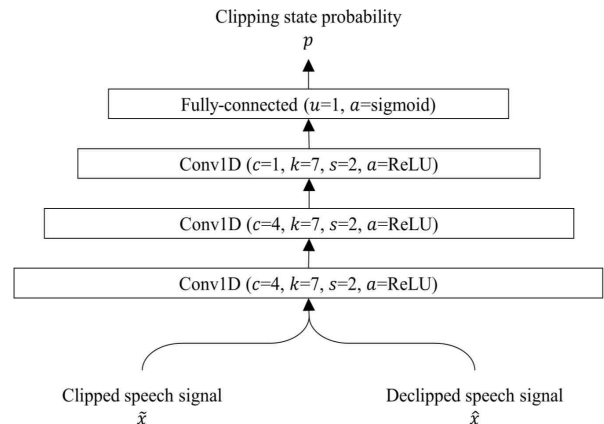 Clipping state probability
p
Fully-connected (u=1, a=sigmoid)
Conv1D (c=1, k=7, s=2, a=ReLU)
Conv1D (c=4, k=7, s=2, a=ReLU)
Conv1D (c=4, k=7, s=2, a=ReLU)
Clipped speech signal
x̃
Declipped speech signal
x̂